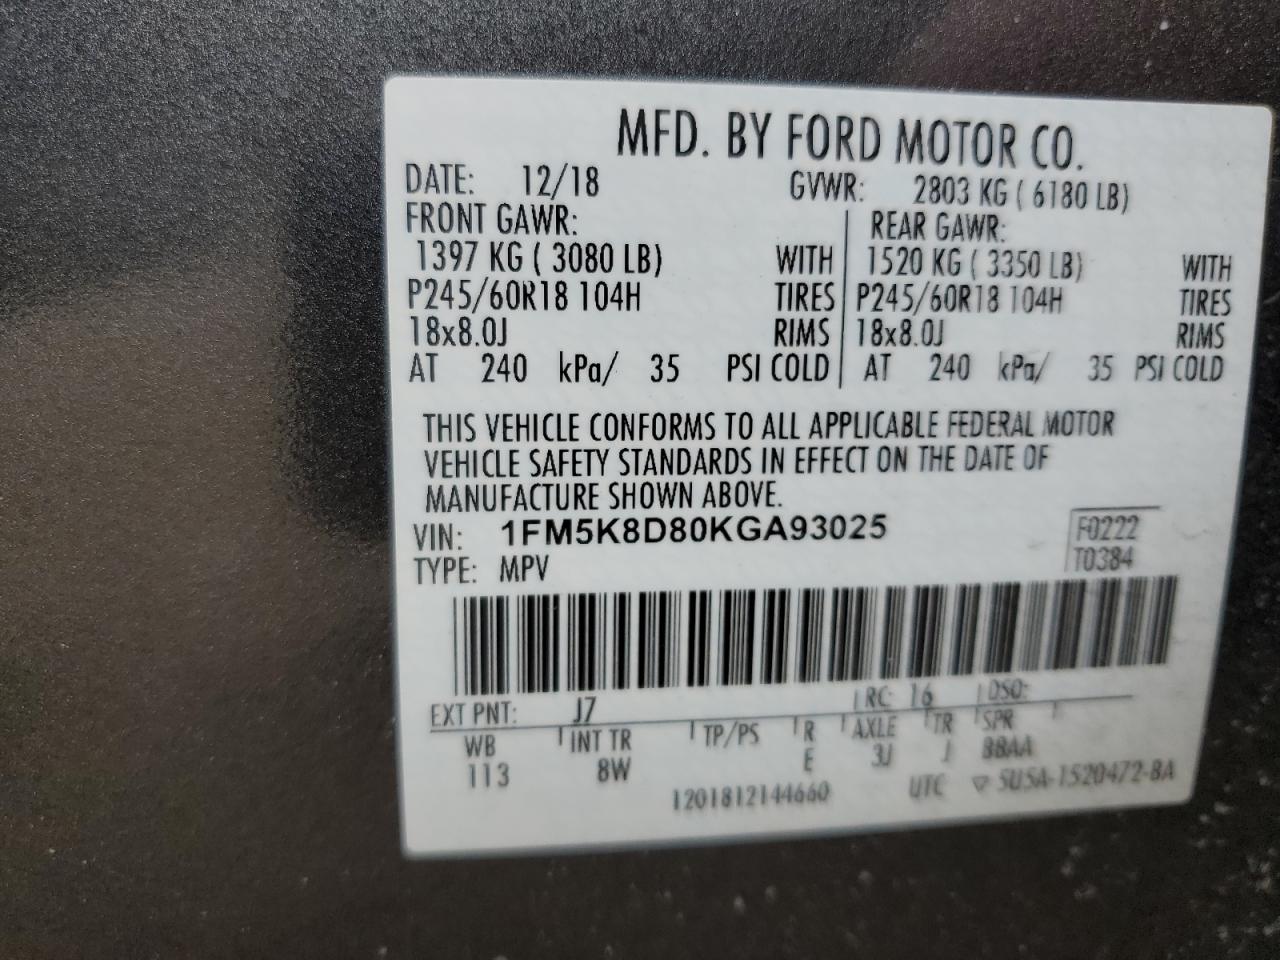 MFD. BY FORD MOTOR CO.
DATE: 12/18 GVWR: 2803 KG ( 6180 LB)
FRONT GAWR: REAR GAWR:
1397 KG ( 3080 LB) WITH 1520 KG ( 3350 LB) WITH
P245/60R18 104H TIRES P245/60R18 104H TIRES
18x8.0J RIMS 18x8.0J RIMS
AT 240 kPa/ 35 PSI COLD AT 240 kPa/ 35 PSI COLD
THIS VEHICLE CONFORMS TO ALL APPLICABLE FEDERAL MOTOR
VEHICLE SAFETY STANDARDS IN EFFECT ON THE DATE OF
MANUFACTURE SHOWN ABOVE.
VIN: 1FM5K8D80KGA93025 F0222
TYPE: MPV T0384
EXT PNT: J7 RC: 16 DSO:
WB INT TR TP/PS R AXLE TR SPR
113 8W E 3J J BBAA
1201812144660 UTC ▽ 5U5A-1520472-BA